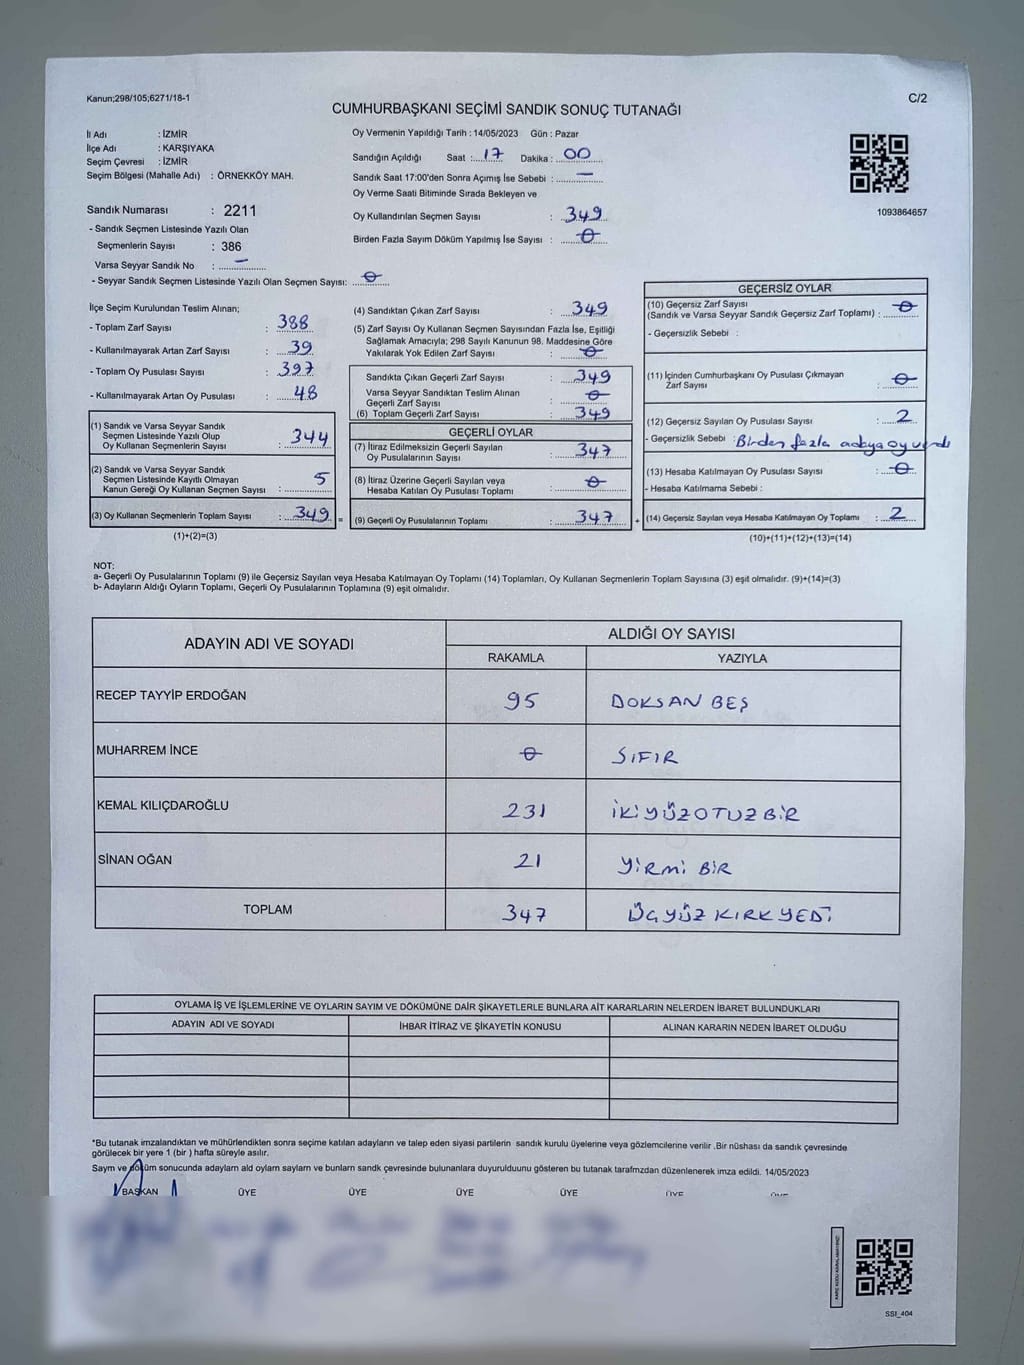 Kanun;298/105;6271/18-1
C/2
CUMHURBAŞKANI SEÇİMİ SANDIK SONUÇ TUTANAĞI
İl Adı : İZMİR
İlçe Adı : KARŞIYAKA
Seçim Çevresi : İZMİR
Seçim Bölgesi (Mahalle Adı) : ÖRNEKKÖY MAH.
Sandık Numarası : 2211
- Sandık Seçmen Listesinde Yazılı Olan
Seçmenlerin Sayısı : 386
Varsa Seyyar Sandık No : —
- Seyyar Sandık Seçmen Listesinde Yazılı Olan Seçmen Sayısı: 0
Oy Vermenin Yapıldığı Tarih : 14/05/2023 Gün : Pazar
Sandığın Açıldığı Saat : 17 Dakika : 00
Sandık Saat 17:00'den Sonra Açımış İse Sebebi : —
Oy Verme Saati Bitiminde Sırada Bekleyen ve
Oy Kullandırılan Seçmen Sayısı : 349
Birden Fazla Sayım Döküm Yapılmış İse Sayısı : 0
1093864657
İlçe Seçim Kurulundan Teslim Alınan;
- Toplam Zarf Sayısı : 388
- Kullanılmayarak Artan Zarf Sayısı : 39
- Toplam Oy Pusulası Sayısı : 397
- Kullanılmayarak Artan Oy Pusulası : 48
(1) Sandık ve Varsa Seyyar Sandık
Seçmen Listesinde Yazılı Olup
Oy Kullanan Seçmenlerin Sayısı : 344
(2) Sandık ve Varsa Seyyar Sandık
Seçmen Listesinde Kayıtlı Olmayan
Kanun Gereği Oy Kullanan Seçmen Sayısı : 5
(3) Oy Kullanan Seçmenlerin Toplam Sayısı : 349 =
(1)+(2)=(3)
(4) Sandıktan Çıkan Zarf Sayısı : 349
(5) Zarf Sayısı Oy Kullanan Seçmen Sayısından Fazla İse, Eşitliği
Sağlamak Amacıyla; 298 Sayılı Kanunun 98. Maddesine Göre
Yakılarak Yok Edilen Zarf Sayısı : 0
Sandıkta Çıkan Geçerli Zarf Sayısı : 349
Varsa Seyyar Sandıktan Teslim Alınan
Geçerli Zarf Sayısı : 0
(6) Toplam Geçerli Zarf Sayısı : 349
GEÇERLİ OYLAR
(7) İtiraz Edilmeksizin Geçerli Sayılan
Oy Pusulalarının Sayısı : 347
(8) İtiraz Üzerine Geçerli Sayılan veya
Hesaba Katılan Oy Pusulası Toplamı : 0
(9) Geçerli Oy Pusulalarının Toplamı : 347 +
GEÇERSİZ OYLAR
(10) Geçersiz Zarf Sayısı
(Sandık ve Varsa Seyyar Sandık Geçersiz Zarf Toplamı) : 0
- Geçersizlik Sebebi :
(11) İçinden Cumhurbaşkanı Oy Pusulası Çıkmayan
Zarf Sayısı : 0
(12) Geçersiz Sayılan Oy Pusulası Sayısı : 2
- Geçersizlik Sebebi : Birden fazla adaya oy verdi
(13) Hesaba Katılmayan Oy Pusulası Sayısı : 0
- Hesaba Katılmama Sebebi :
(14) Geçersiz Sayılan veya Hesaba Katılmayan Oy Toplamı : 2
(10)+(11)+(12)+(13)=(14)
NOT:
a- Geçerli Oy Pusulalarının Toplamı (9) ile Geçersiz Sayılan veya Hesaba Katılmayan Oy Toplamı (14) Toplamları, Oy Kullanan Seçmenlerin Toplam Sayısına (3) eşit olmalıdır. (9)+(14)=(3)
b- Adayların Aldığı Oyların Toplamı, Geçerli Oy Pusulalarının Toplamına (9) eşit olmalıdır.
ADAYIN ADI VE SOYADI
ALDIĞI OY SAYISI
RAKAMLA YAZIYLA
RECEP TAYYİP ERDOĞAN 95 DOKSAN BEŞ
MUHARREM İNCE 0 SIFIR
KEMAL KILIÇDAROĞLU 231 İKİYÜZOTUZBİR
SİNAN OĞAN 21 YİRMİ BİR
TOPLAM 347 ÜÇYÜZ KIRK YEDİ
OYLAMA İŞ VE İŞLEMLERİNE VE OYLARIN SAYIM VE DÖKÜMÜNE DAİR ŞİKAYETLERLE BUNLARA AİT KARARLARIN NELERDEN İBARET BULUNDUKLARI
ADAYIN ADI VE SOYADI İHBAR İTİRAZ VE ŞİKAYETİN KONUSU ALINAN KARARIN NEDEN İBARET OLDUĞU
*Bu tutanak imzalandıktan ve mühürlendikten sonra seçime katılan adayların ve talep eden siyasi partilerin sandık kurulu üyelerine veya gözlemcilerine verilir .Bir nüshası da sandık çevresinde
görülecek bir yere 1 (bir ) hafta süreyle asılır.
Sayım ve döküm sonucunda adayların ald oyların sayların ve bunların sandk çevresinde bulunanlara duyurulduunu gösteren bu tutanak tarafmzdan düzenlenerek imza edildi. 14/05/2023
BAŞKAN ÜYE ÜYE ÜYE ÜYE ÜYE
SSI_404